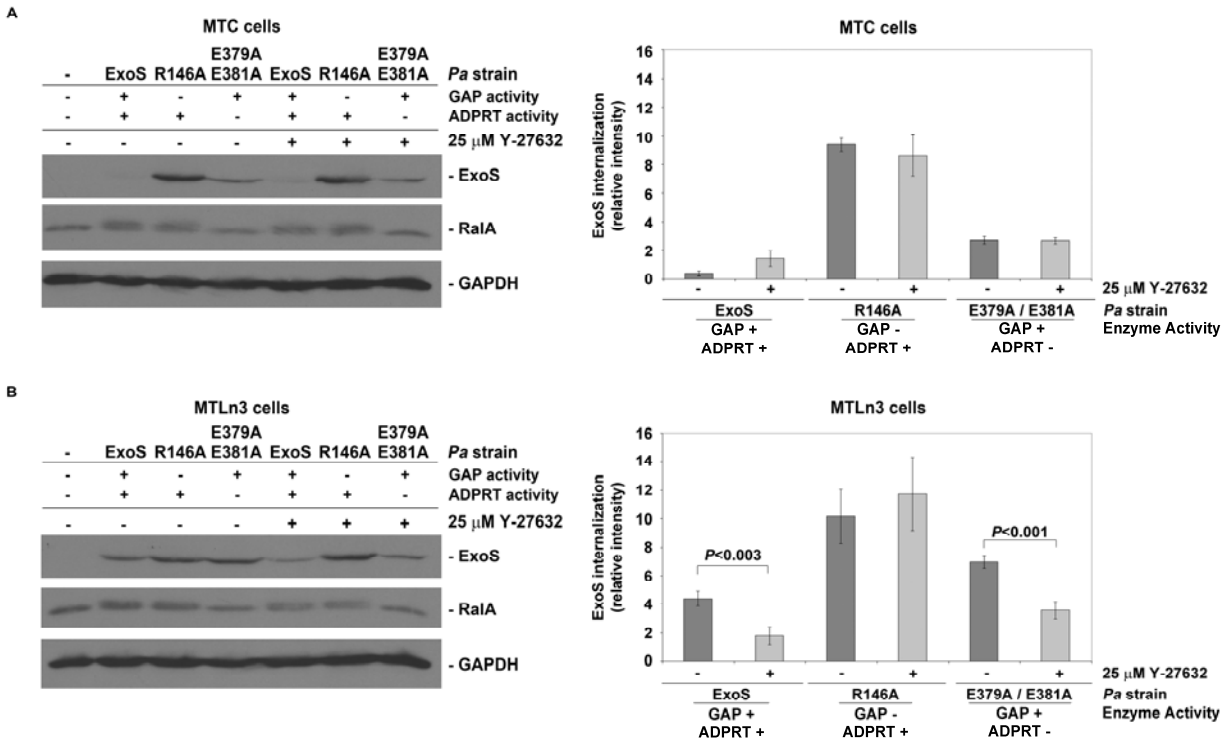 A
MTC cells
E379A E379A
- ExoS R146A E381A ExoS R146A E381A Pa strain
- + - + + - + GAP activity
- + + - + + - ADPRT activity
- - - - + + + 25 μM Y-27632
- ExoS
- RalA
- GAPDH
MTC cells
ExoS internalization
(relative intensity)
16
14
12
10
8
6
4
2
0
- + - + - + 25 μM Y-27632
ExoS R146A E379A / E381A Pa strain
GAP + GAP - GAP + Enzyme Activity
ADPRT + ADPRT + ADPRT -
B
MTLn3 cells
E379A E379A
- ExoS R146A E381A ExoS R146A E381A Pa strain
- + - + + - + GAP activity
- + + - + + - ADPRT activity
- - - - + + + 25 μM Y-27632
- ExoS
- RalA
- GAPDH
MTLn3 cells
ExoS internalization
(relative intensity)
16
14
12
10
8
6
4
2
0
P<0.003
P<0.001
- + - + - + 25 μM Y-27632
ExoS R146A E379A / E381A Pa strain
GAP + GAP - GAP + Enzyme Activity
ADPRT + ADPRT + ADPRT -